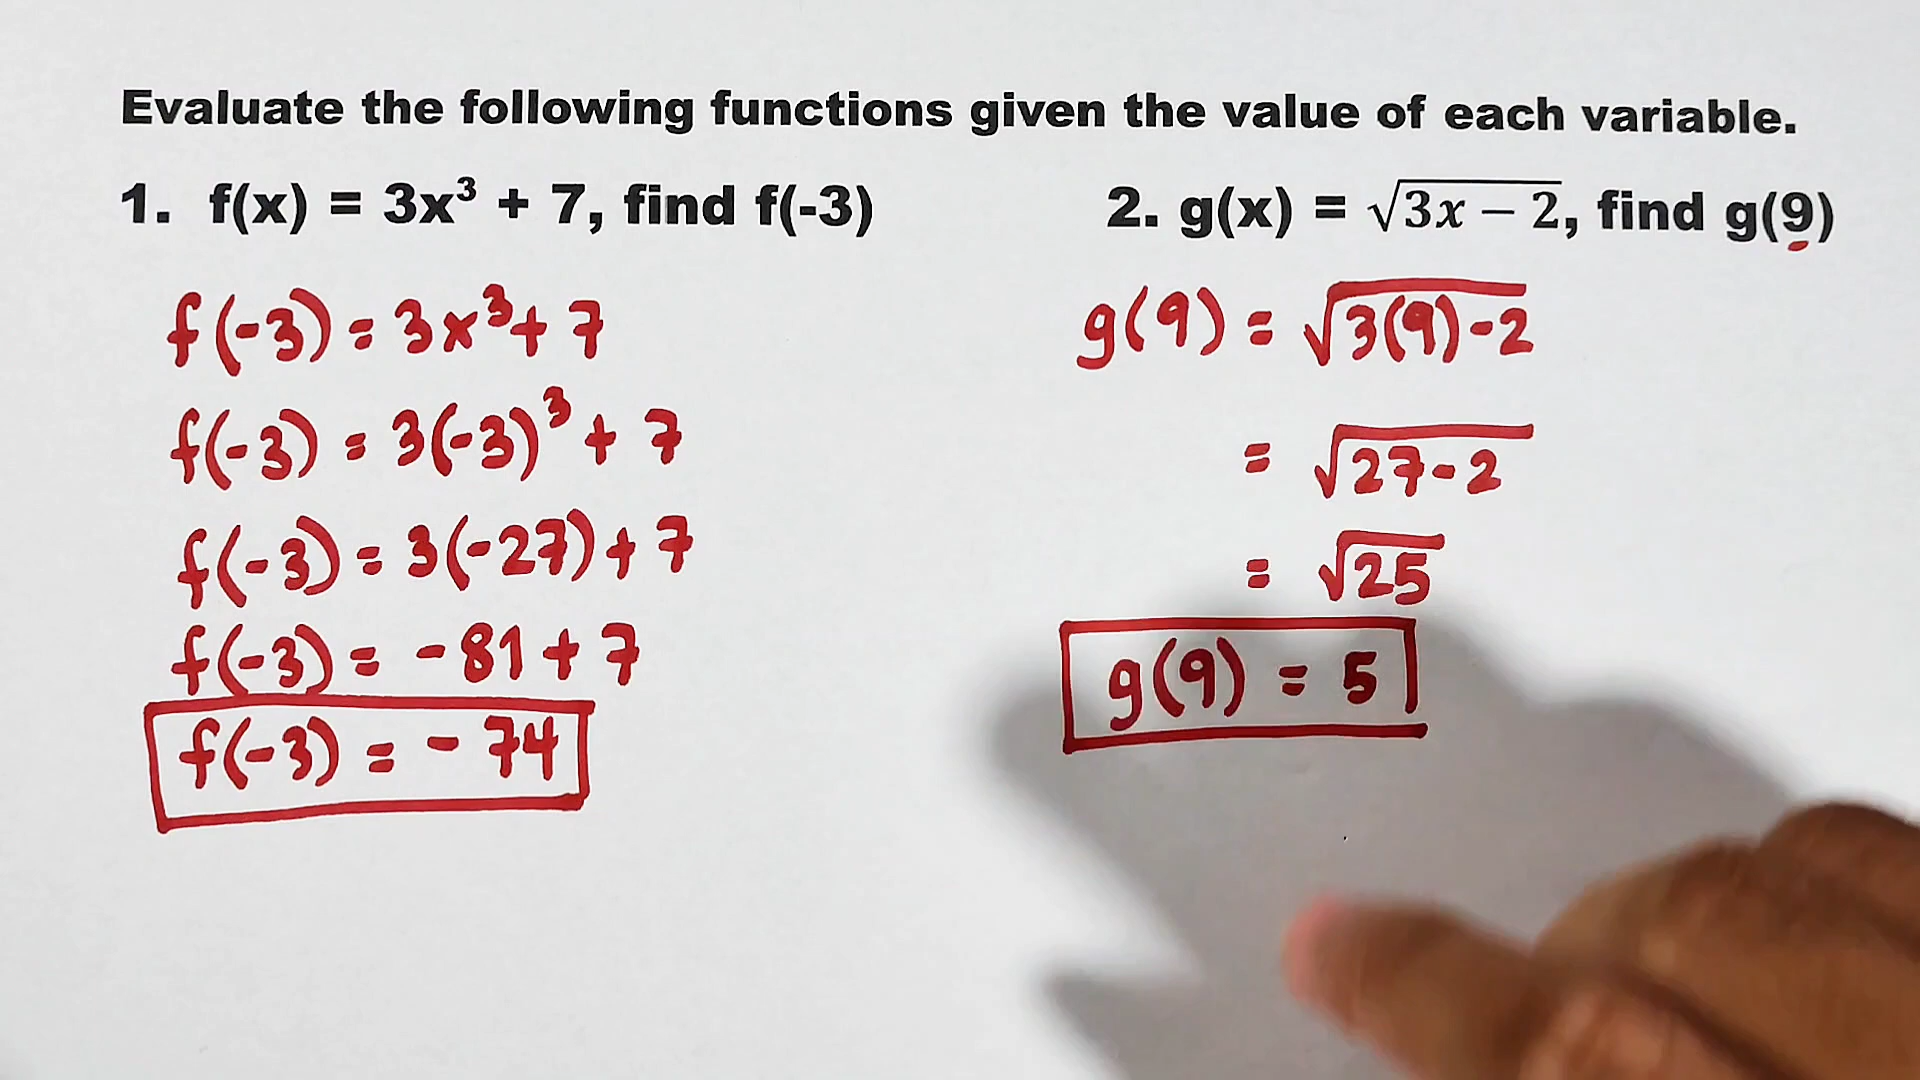 Evaluate the following functions given the value of each variable.
1. f(x) = 3x³ + 7, find f(-3)
f(-3) = 3x³ + 7
f(-3) = 3(-3)³ + 7
f(-3) = 3(-27) + 7
f(-3) = -81 + 7
f(-3) = -74
2. g(x) = √3x − 2, find g(9)
g(9) = √3(9)-2
= √27-2
= √25
g(9) = 5